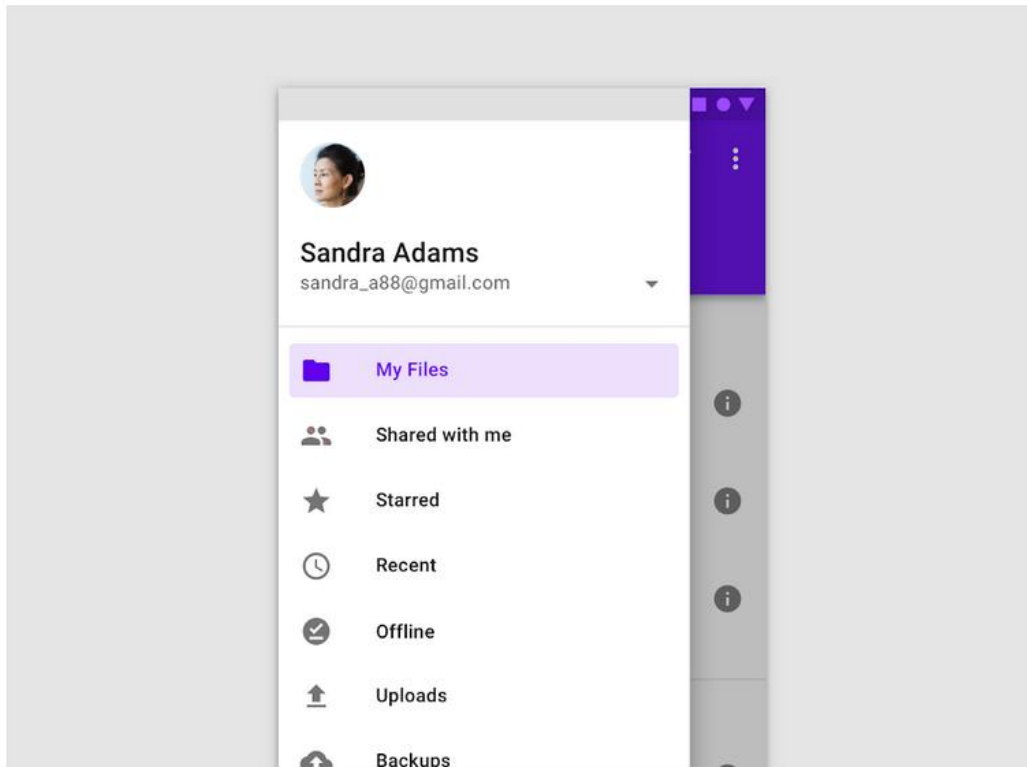 Sandra Adams
sandra_a88@gmail.com
My Files
Shared with me
Starred
Recent
Offline
Uploads
Backups